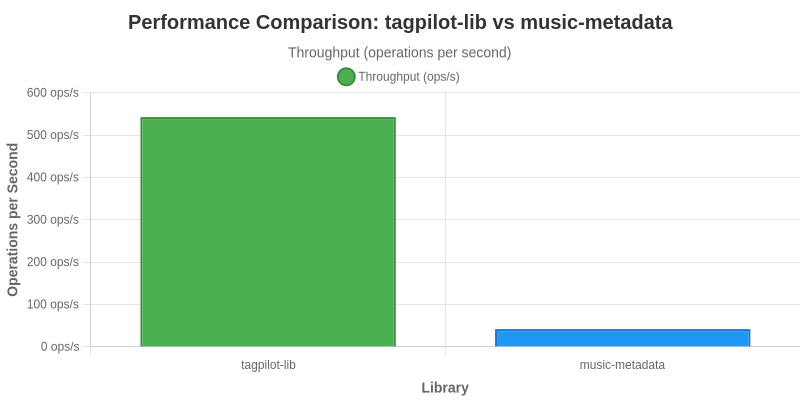 Performance Comparison: tagpilot-lib vs music-metadata
Throughput (operations per second)
Throughput (ops/s)
Operations per Second
600 ops/s
500 ops/s
400 ops/s
300 ops/s
200 ops/s
100 ops/s
0 ops/s
tagpilot-lib
music-metadata
Library